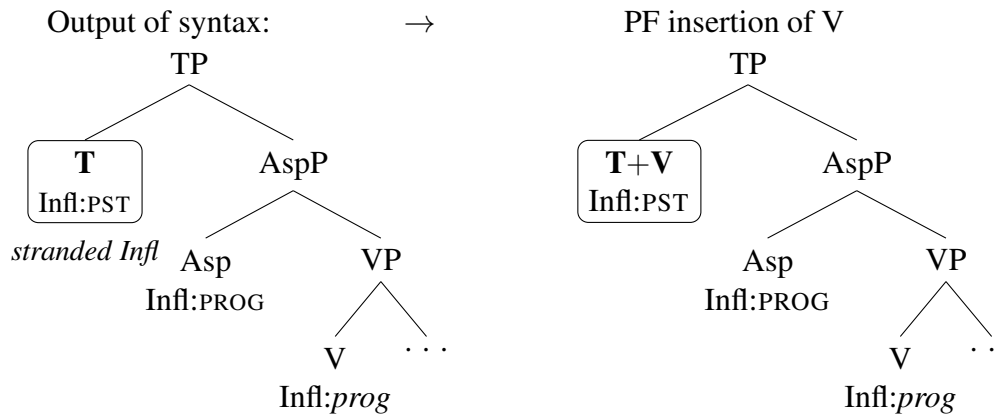 Output of syntax: → PF insertion of V
TP TP
T AspP T+V AspP
Infl:PST Infl:PST
stranded Infl Asp VP Asp VP
Infl:PROG Infl:PROG
V · · · V · ·
Infl:prog Infl:prog